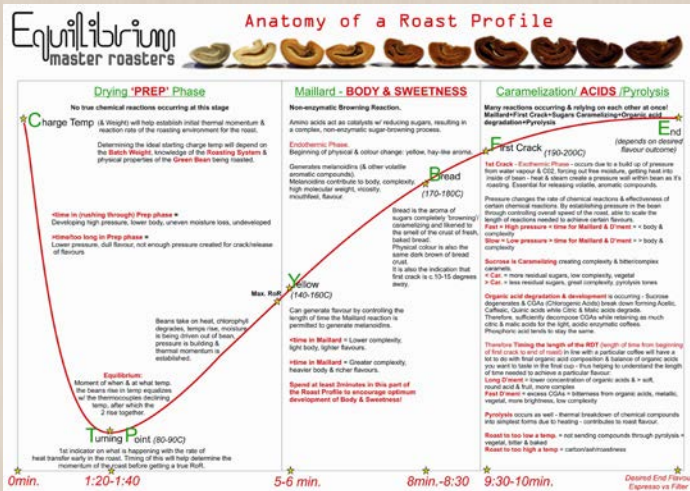 Equilibrium
master roasters
Anatomy of a Roast Profile
Drying 'PREP' Phase
No true chemical reactions occurring at this stage
Charge Temp (& Weight) will help establish initial thermal momentum &
reaction rate of the roasting environment for the roast.
Determining the ideal starting charge temp will depend on
the Batch Weight, knowledge of the Roasting System &
physical properties of the Green Bean being roasted.
<time in (rushing through) Prep phase =
Developing high pressure, lower body, uneven moisture loss, undeveloped
>time/too long in Prep phase =
Lower pressure, dull flavour, not enough pressure created for crack/release
of flavours
Beans take on heat, chlorophyll
degrades, temp rise, moisture
is being driven out of bean,
pressure is building &
thermal momentum is
established.
Equilibrium:
Moment of when & at what temp.
the beans rise in temp equalizes
w/ the thermocouples declining
temp, after which the
2 rise together.
Turning Point (80-90C)
1st indicator on what is happening with the rate of
heat transfer early in the roast. Timing of this will help determine the
momentum of the roast before getting a true RoR.
Maillard - BODY & SWEETNESS
Non-enzymatic Browning Reaction.
Amino acids act as catalysts w/ reducing sugars, resulting in
a complex, non-enzymatic sugar-browning process.
Endothermic Phase:
Beginning of physical & colour change: yellow, hay-like aroma.
Generates melanoidins (& other volatile
aromatic compounds).
Melanoidins contribute to body, complexity,
high molecular weight, viscosity,
mouthfeel, flavour.
Bread
(170-180C)
Bread is the aroma of
sugars completely 'browning'/
caramelizing and likened to
the smell of the crust of fresh,
baked bread.
Physical colour is also the
same dark brown of bread
crust.
It is also the indication that
first crack is c.10-15 degrees
away.
Max. RoR
Yellow
(140-160C)
Can generate flavour by controlling the
length of time the Maillard reaction is
permitted to generate melanoidins.
<time in Maillard = Lower complexity,
light body, lighter flavours.
>time in Maillard = Greater complexity,
heavier body & richer flavours.
Spend at least 3minutes in this part of
the Roast Profile to encourage optimum
development of Body & Sweetness!
Caramelization/ ACIDS /Pyrolysis
Many reactions occurring & relying on each other at once!
Maillard+First Crack+Sugars Caramelizing+Organic acid
degradation+Pyrolysis
End
(depends on desired
flavour outcome)
First Crack
(190-200C)
1st Crack - Exothermic Phase - occurs due to a build up of pressure
from water vapour & C02, forcing out free moisture, getting heat into
inside of bean - heat & steam create a pressure wall within bean as it's
roasting. Essential for releasing volatile, aromatic compounds.
Pressure changes the rate of chemical reactions & effectiveness of
certain chemical reactions. By establishing pressure in the bean
through controlling overall speed of the roast, able to scale the
length of reactions needed to achieve certain flavours.
Fast = High pressure = time for Maillard & D'ment = < body &
complexity
Slow = Low pressure = time for Maillard & D'ment = > body &
complexity
Sucrose is Caramelizing creating complexity & bitter/complex
caramels.
< Car. = more residual sugars, low complexity, vegetal
> Car. = less residual sugars, great complexity, pyrolysis tones
Organic acid degradation & development is occurring - Sucrose
degenerates & CGAs (Chlorogenic Acids) break down forming Acetic,
Caffeic, Quinic acids while Citric & Malic acids degrade.
Therefore, sufficiently decompose CGAs while retaining as much
citric & malic acids for the light, acidic enzymatic coffees.
Phosphoric acid tends to stay the same.
Therefore Timing the length of the RDT (length of time from beginning
of first crack to end of roast) in line with a particular coffee will have a
lot to do with final organic acid composition & balance of organic acids
you want to taste in the final cup - thus helping to understand the length
of time needed to achieve a particular flavour.
Long D'ment = lower concentration of organic acids & > soft,
round acid & fruit, more complex
Fast D'ment = excess CGAs = bitterness from organic acids, metallic,
vegetal, more brightness, low complexity
Pyrolysis occurs as well - thermal breakdown of chemical compounds
into simplest forms due to heating - contributes to roast flavour.
Roast to too low a temp. = not sending compounds through pyrolysis =
vegetal, bitter & baked
Roast to too high a temp = carbon/ash/roastiness
0min.
1:20-1:40
5-6 min.
8min.-8:30
9:30-10min.
Desired End Flavour
Espresso vs Filter